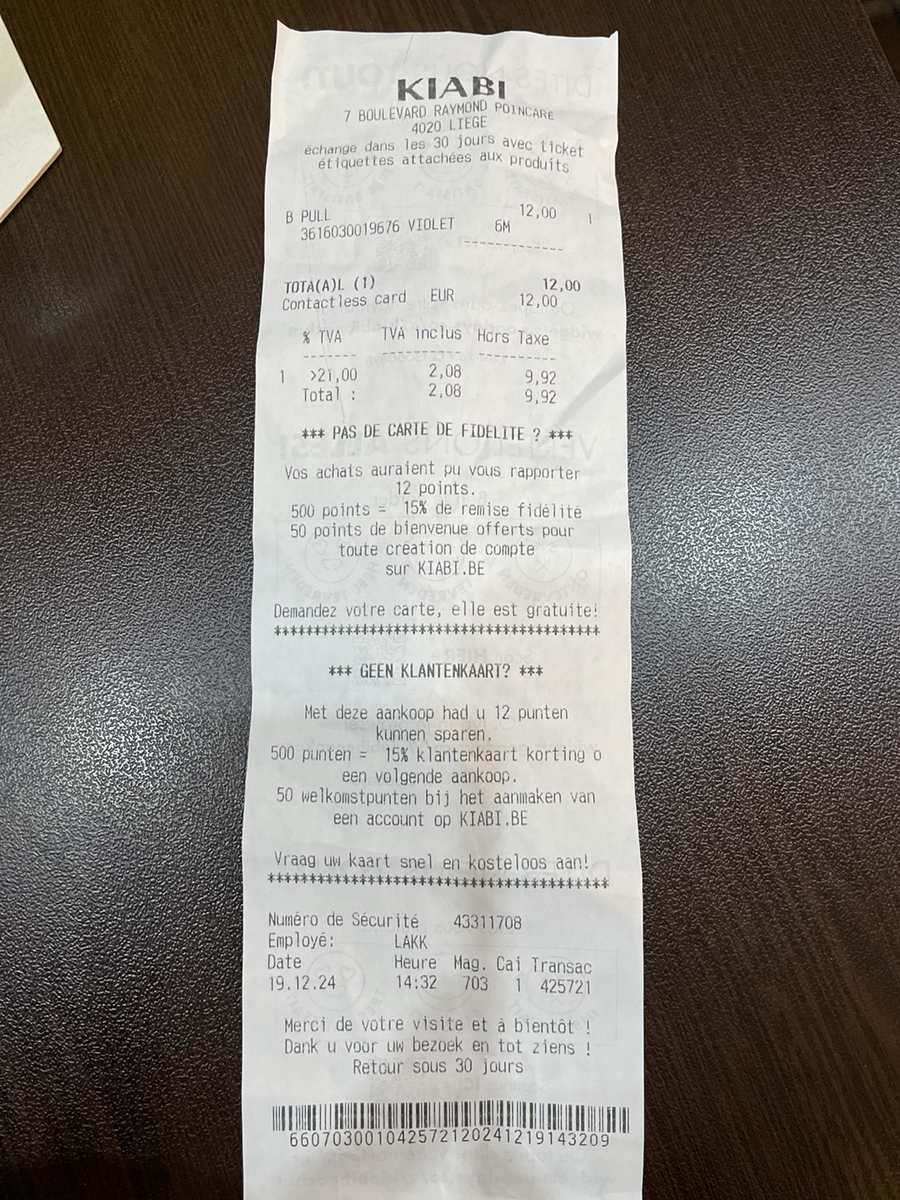 KIABI
7 BOULEVARD RAYMOND POINCARE
4020 LIEGE
échange dans les 30 jours avec ticket
étiquettes attachées aux produits
B PULL 12,00 1
3616030019676 VIOLET 6M
--------------
TOTA(A)L (1) 12,00
Contactless card EUR 12,00
% TVA TVA inclus Hors Taxe
------- ----------- -----------
1 >21,00 2,08 9,92
Total : 2,08 9,92
*** PAS DE CARTE DE FIDELITE ? ***
Vos achats auraient pu vous rapporter
12 points.
500 points = 15% de remise fidélité
50 points de bienvenue offerts pour
toute création de compte
sur KIABI.BE
Demandez votre carte, elle est gratuite!
****************************************
*** GEEN KLANTENKAART? ***
Met deze aankoop had u 12 punten
kunnen sparen.
500 punten = 15% klantenkaart korting o
een volgende aankoop.
50 welkomstpunten bij het aanmaken van
een account op KIABI.BE
Vraag uw kaart snel en kosteloos aan!
****************************************
Numéro de Sécurité 43311708
Employé: LAKK
Date Heure Mag. Cai Transac
19.12.24 14:32 703 1 425721
Merci de votre visite et à bientôt !
Dank u voor uw bezoek en tot ziens !
Retour sous 30 jours
6607030010425721202412191432​09